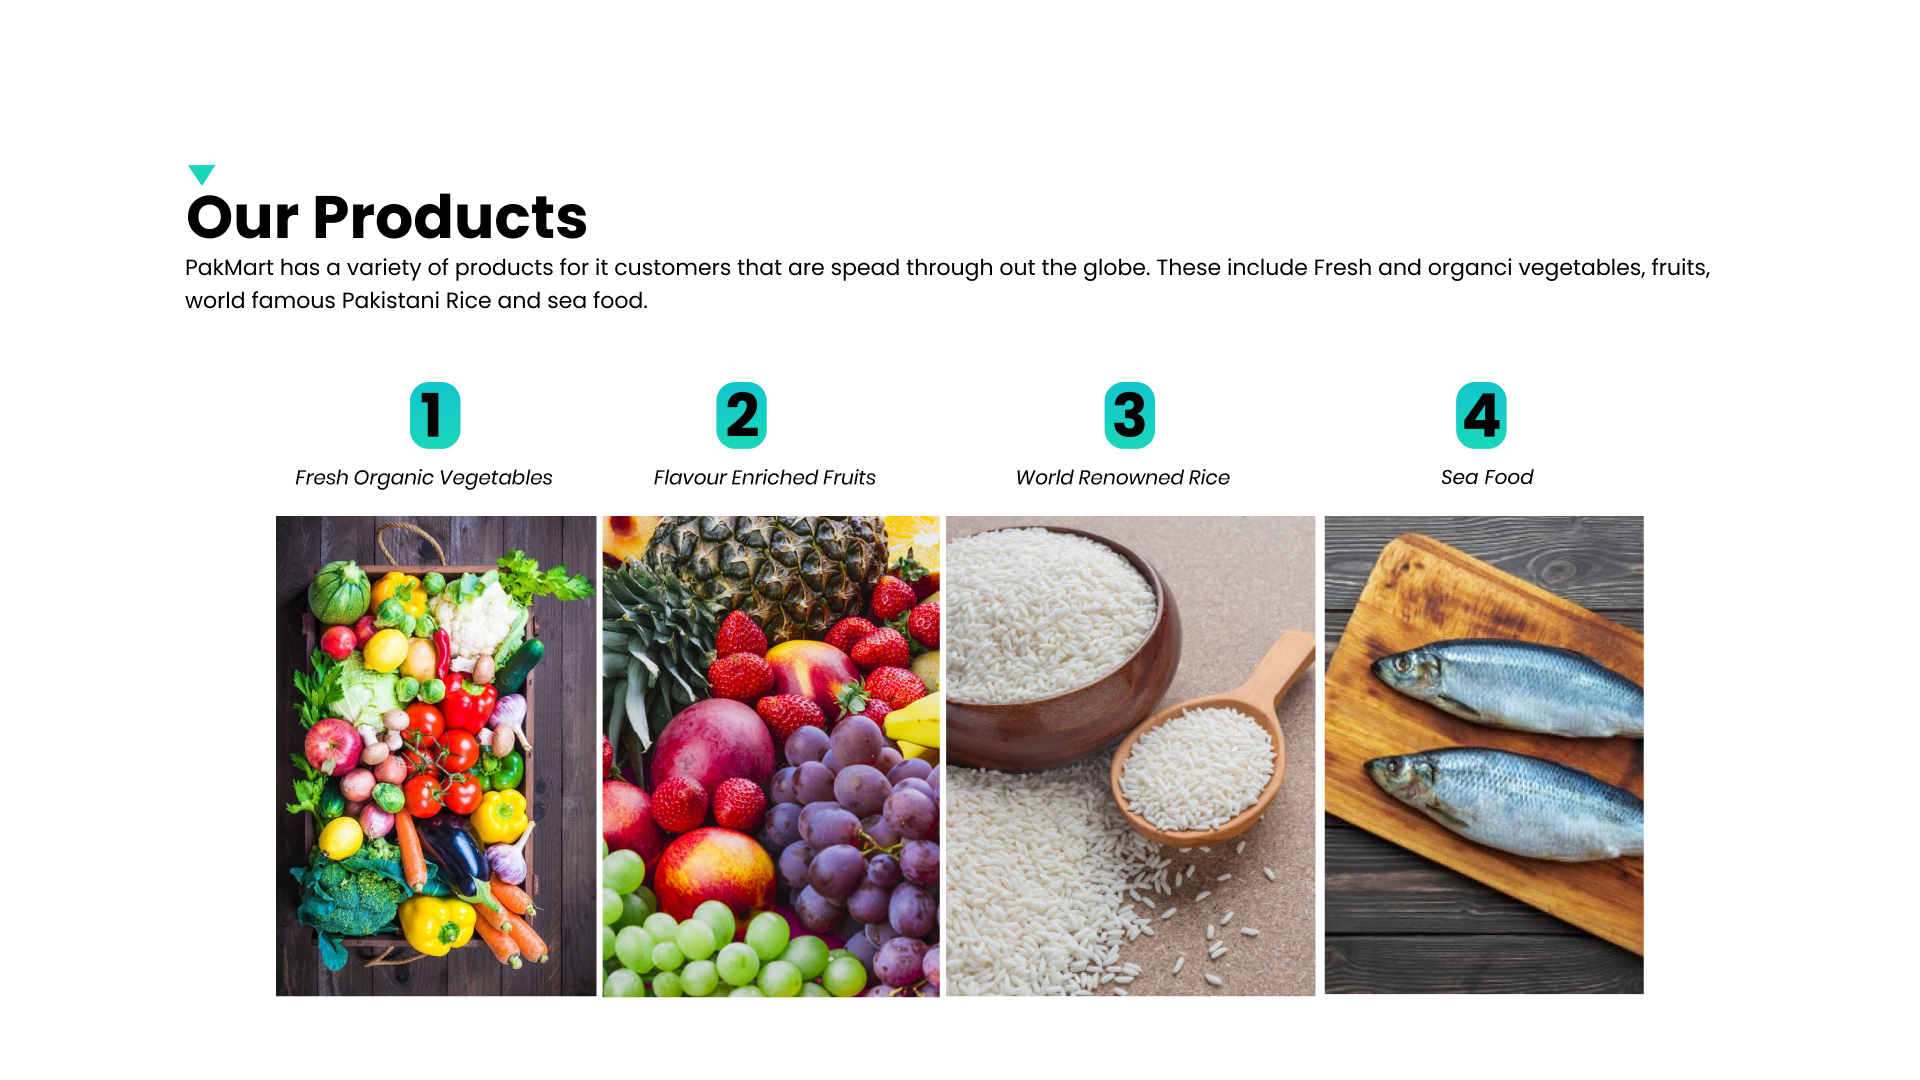 Our Products
PakMart has a variety of products for it customers that are spead through out the globe. These include Fresh and organci vegetables, fruits,
world famous Pakistani Rice and sea food.
1
2
3
4
Fresh Organic Vegetables
Flavour Enriched Fruits
World Renowned Rice
Sea Food